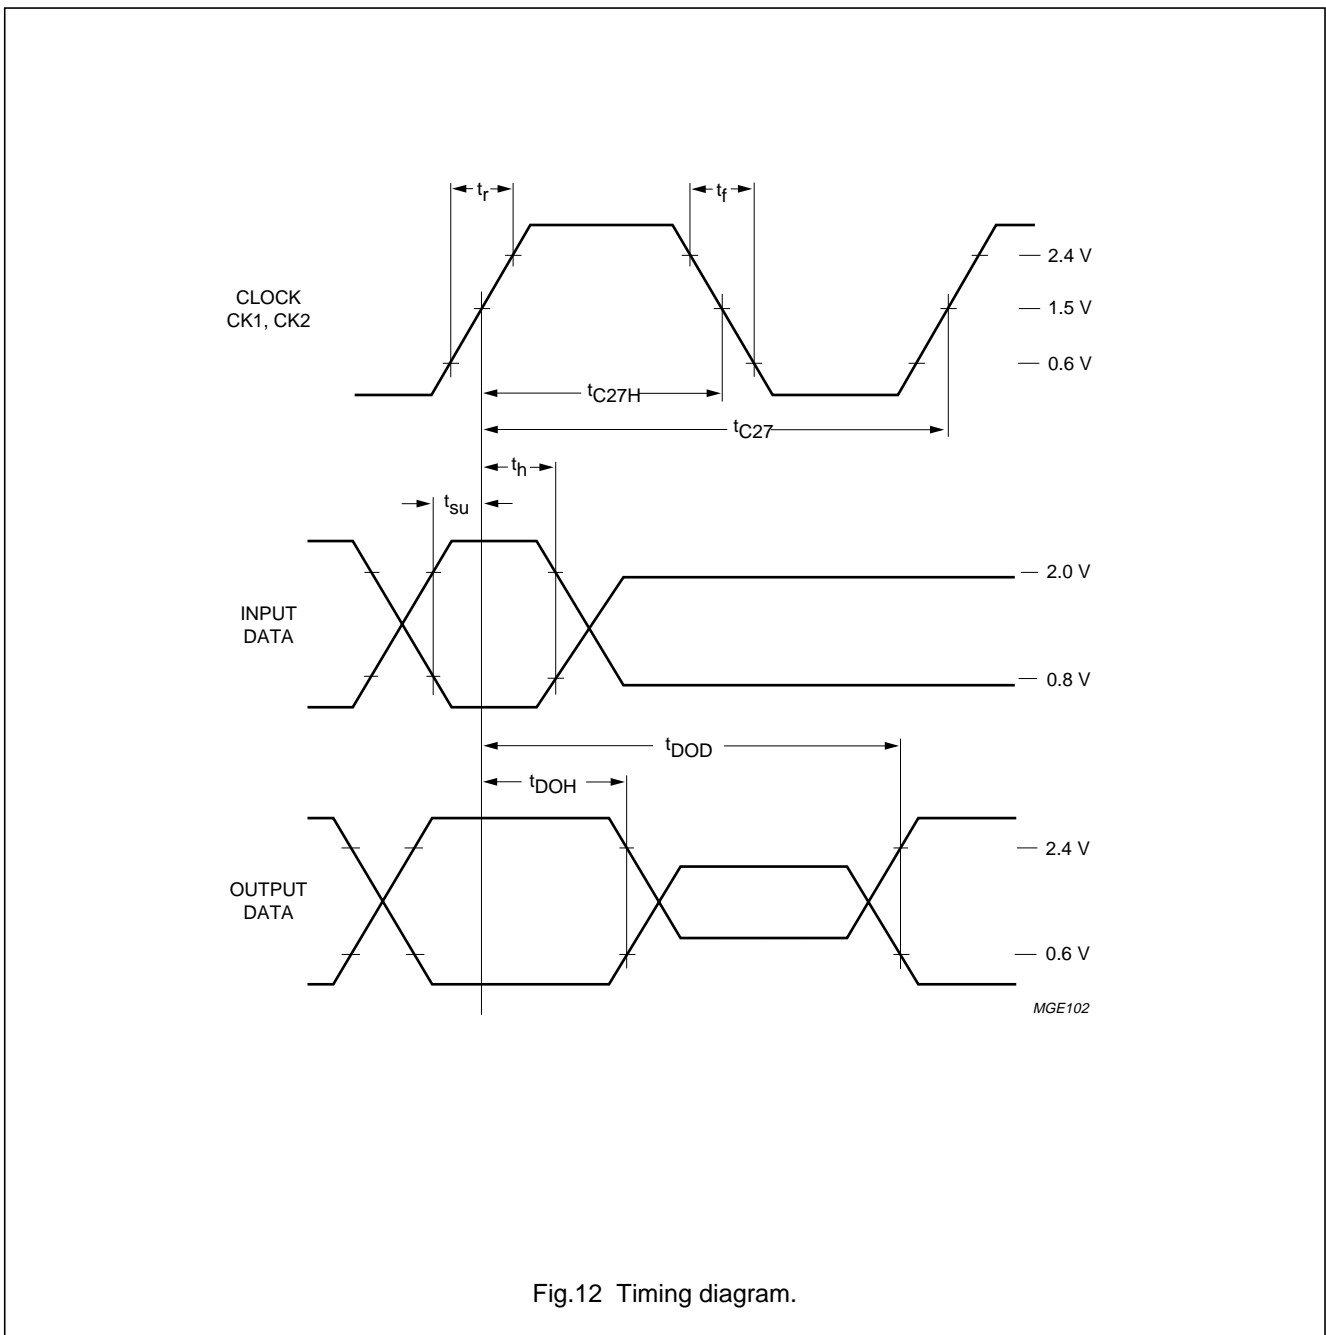 tr
tf
2.4 V
CLOCK
CK1, CK2
1.5 V
0.6 V
tC27H
tC27
th
tsu
2.0 V
INPUT
DATA
0.8 V
tDOD
tDOH
2.4 V
OUTPUT
DATA
0.6 V
MGE102
Fig.12 Timing diagram.